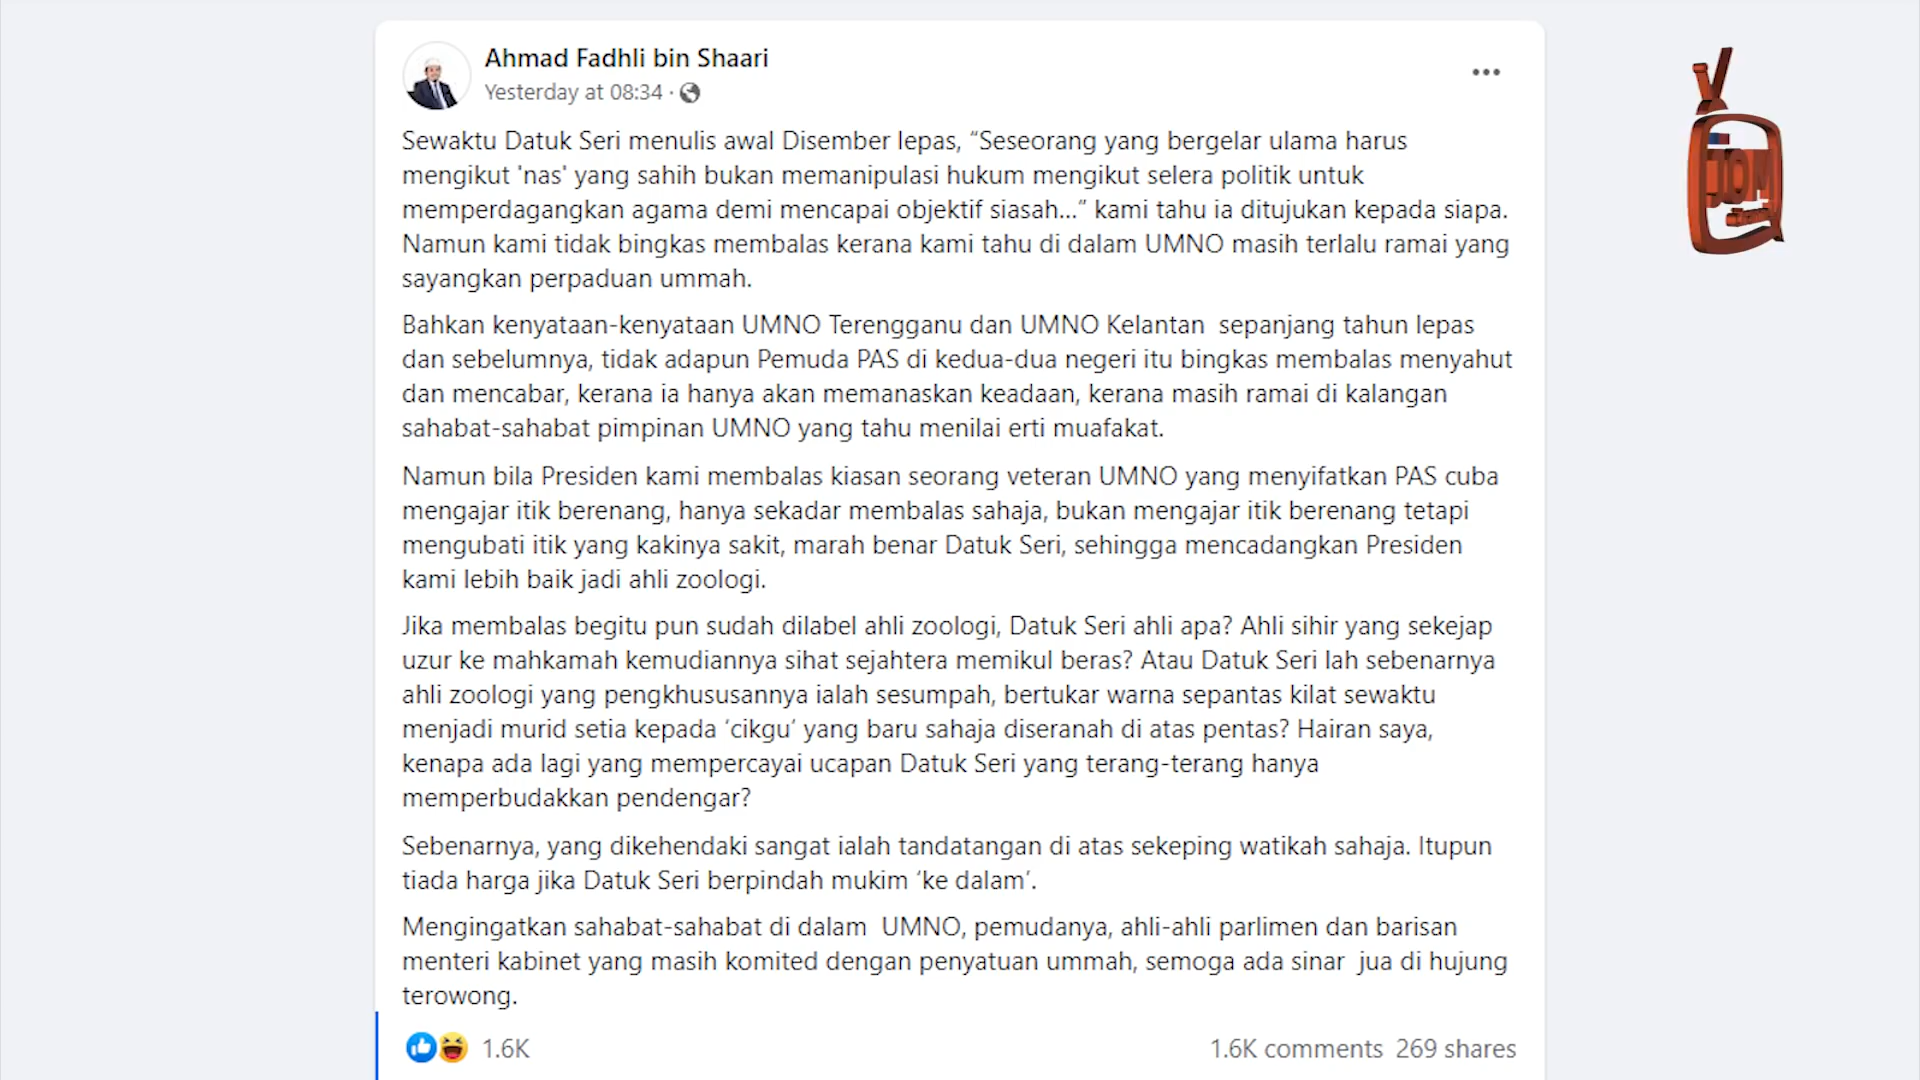 Ahmad Fadhli bin Shaari
Yesterday at 08:34 ·
Sewaktu Datuk Seri menulis awal Disember lepas, “Seseorang yang bergelar ulama harus
mengikut 'nas' yang sahih bukan memanipulasi hukum mengikut selera politik untuk
memperdagangkan agama demi mencapai objektif siasah...” kami tahu ia ditujukan kepada siapa.
Namun kami tidak bingkas membalas kerana kami tahu di dalam UMNO masih terlalu ramai yang
sayangkan perpaduan ummah.
Bahkan kenyataan-kenyataan UMNO Terengganu dan UMNO Kelantan  sepanjang tahun lepas
dan sebelumnya, tidak adapun Pemuda PAS di kedua-dua negeri itu bingkas membalas menyahut
dan mencabar, kerana ia hanya akan memanaskan keadaan, kerana masih ramai di kalangan
sahabat-sahabat pimpinan UMNO yang tahu menilai erti muafakat.
Namun bila Presiden kami membalas kiasan seorang veteran UMNO yang menyifatkan PAS cuba
mengajar itik berenang, hanya sekadar membalas sahaja, bukan mengajar itik berenang tetapi
mengubati itik yang kakinya sakit, marah benar Datuk Seri, sehingga mencadangkan Presiden
kami lebih baik jadi ahli zoologi.
Jika membalas begitu pun sudah dilabel ahli zoologi, Datuk Seri ahli apa? Ahli sihir yang sekejap
uzur ke mahkamah kemudiannya sihat sejahtera memikul beras? Atau Datuk Seri lah sebenarnya
ahli zoologi yang pengkhususannya ialah sesumpah, bertukar warna sepantas kilat sewaktu
menjadi murid setia kepada ‘cikgu’ yang baru sahaja diseranah di atas pentas? Hairan saya,
kenapa ada lagi yang mempercayai ucapan Datuk Seri yang terang-terang hanya
memperbudakkan pendengar?
Sebenarnya, yang dikehendaki sangat ialah tandatangan di atas sekeping watikah sahaja. Itupun
tiada harga jika Datuk Seri berpindah mukim ‘ke dalam’.
Mengingatkan sahabat-sahabat di dalam  UMNO, pemudanya, ahli-ahli parlimen dan barisan
menteri kabinet yang masih komited dengan penyatuan ummah, semoga ada sinar  jua di hujung
terowong.
1.6K
1.6K comments 269 shares